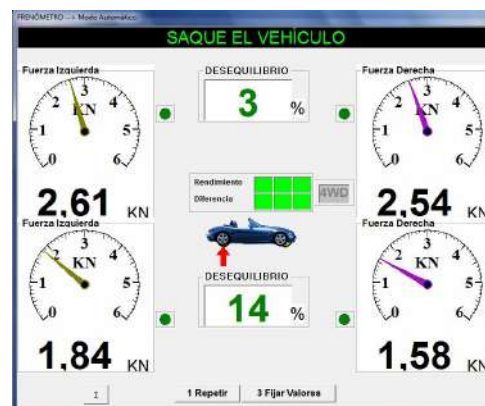 FRENÓMETRO --> Modo Automático
SAQUE EL VEHÍCULO
Fuerza Izquierda
0 1 2 3 4 5 6
KN
2,61 KN
DESEQUILIBRIO
3 %
Fuerza Derecha
0 1 2 3 4 5 6
KN
2,54 KN
Rendimiento
Diferencia
4WD
Fuerza Izquierda
0 1 2 3 4 5 6
KN
1,84 KN
DESEQUILIBRIO
14 %
Fuerza Derecha
0 1 2 3 4 5 6
KN
1,58 KN
1 Repetir
3 Fijar Valores